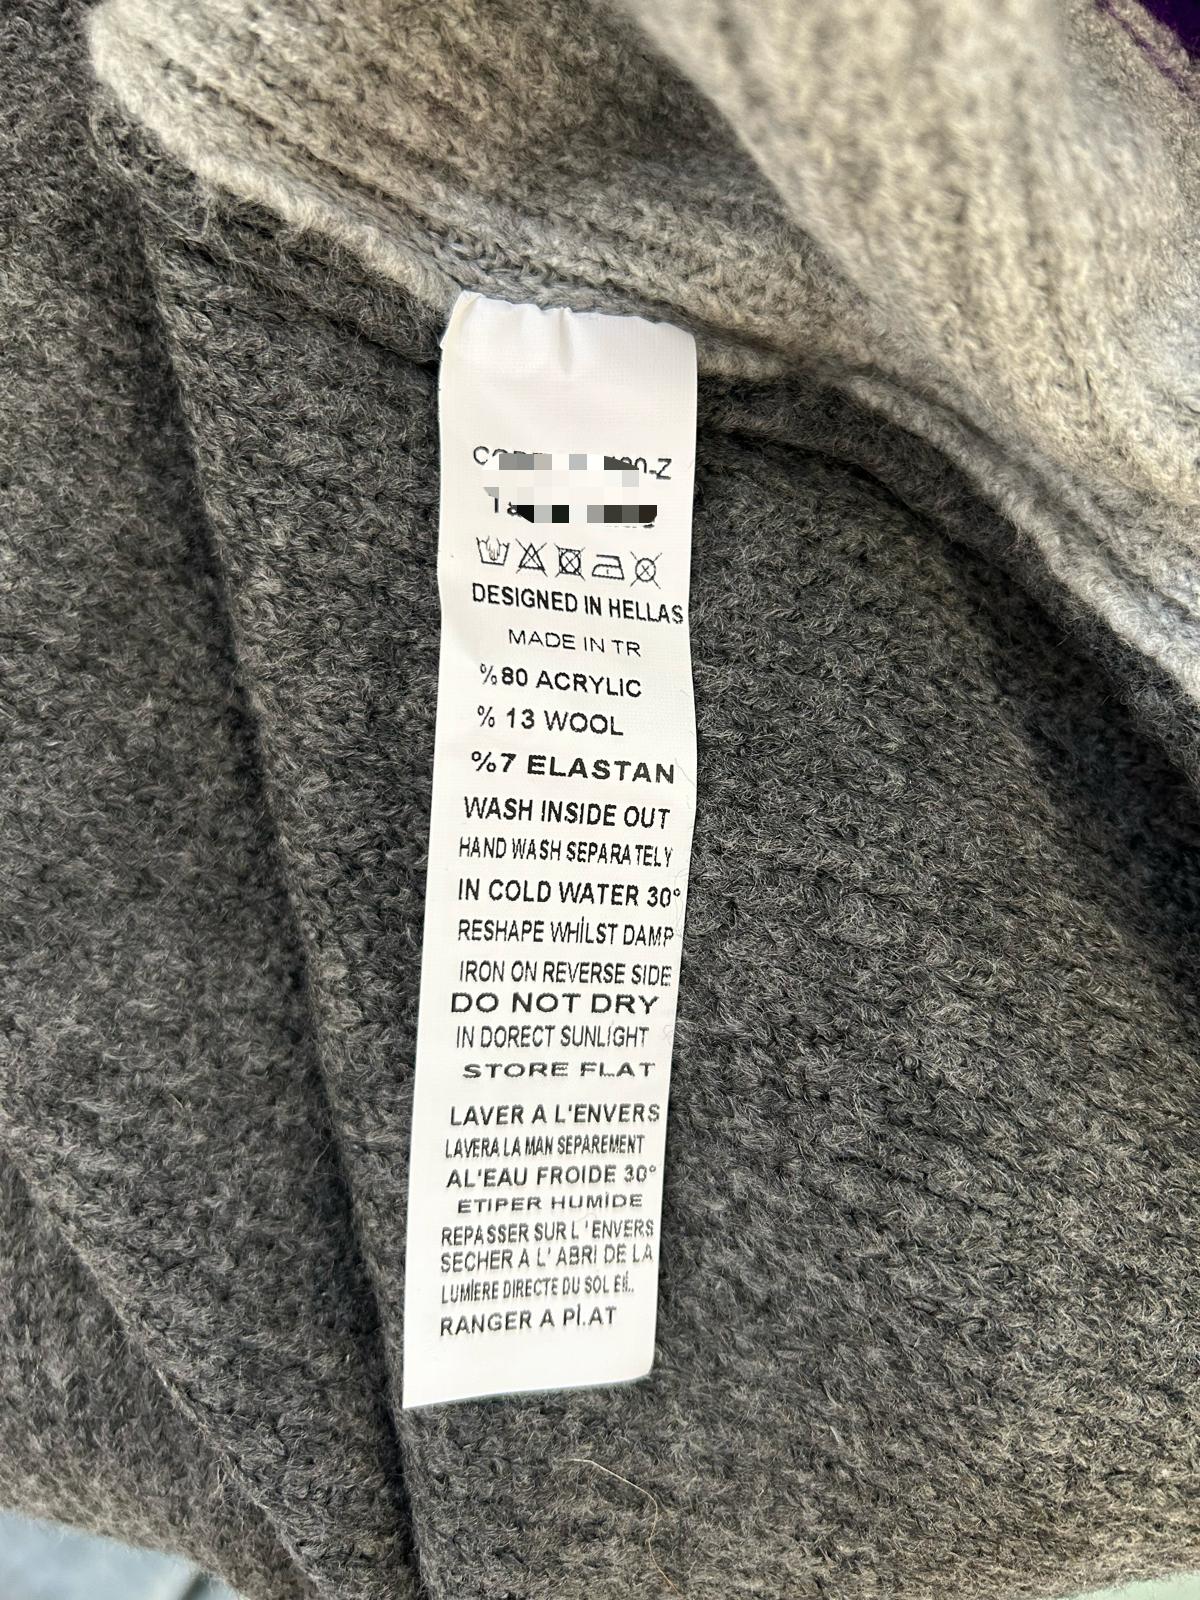 DESIGNED IN HELLAS
MADE IN TR
%80 ACRYLIC
% 13 WOOL
%7 ELASTAN
WASH INSIDE OUT
HAND WASH SEPARATELY
IN COLD WATER 30°
RESHAPE WHİLST DAMP
IRON ON REVERSE SIDE
DO NOT DRY
IN DORECT SUNLIGHT
STORE FLAT
LAVER A L'ENVERS
LAVERA LA MAN SEPAREMENT
AL'EAU FROIDE 30°
ETIPER HUMİDE
REPASSER SUR L'ENVERS
SECHER A L'ABRI DE LA
LUMİERE DIRECTE DU SOL Eİ..
RANGER A Pİ.AT